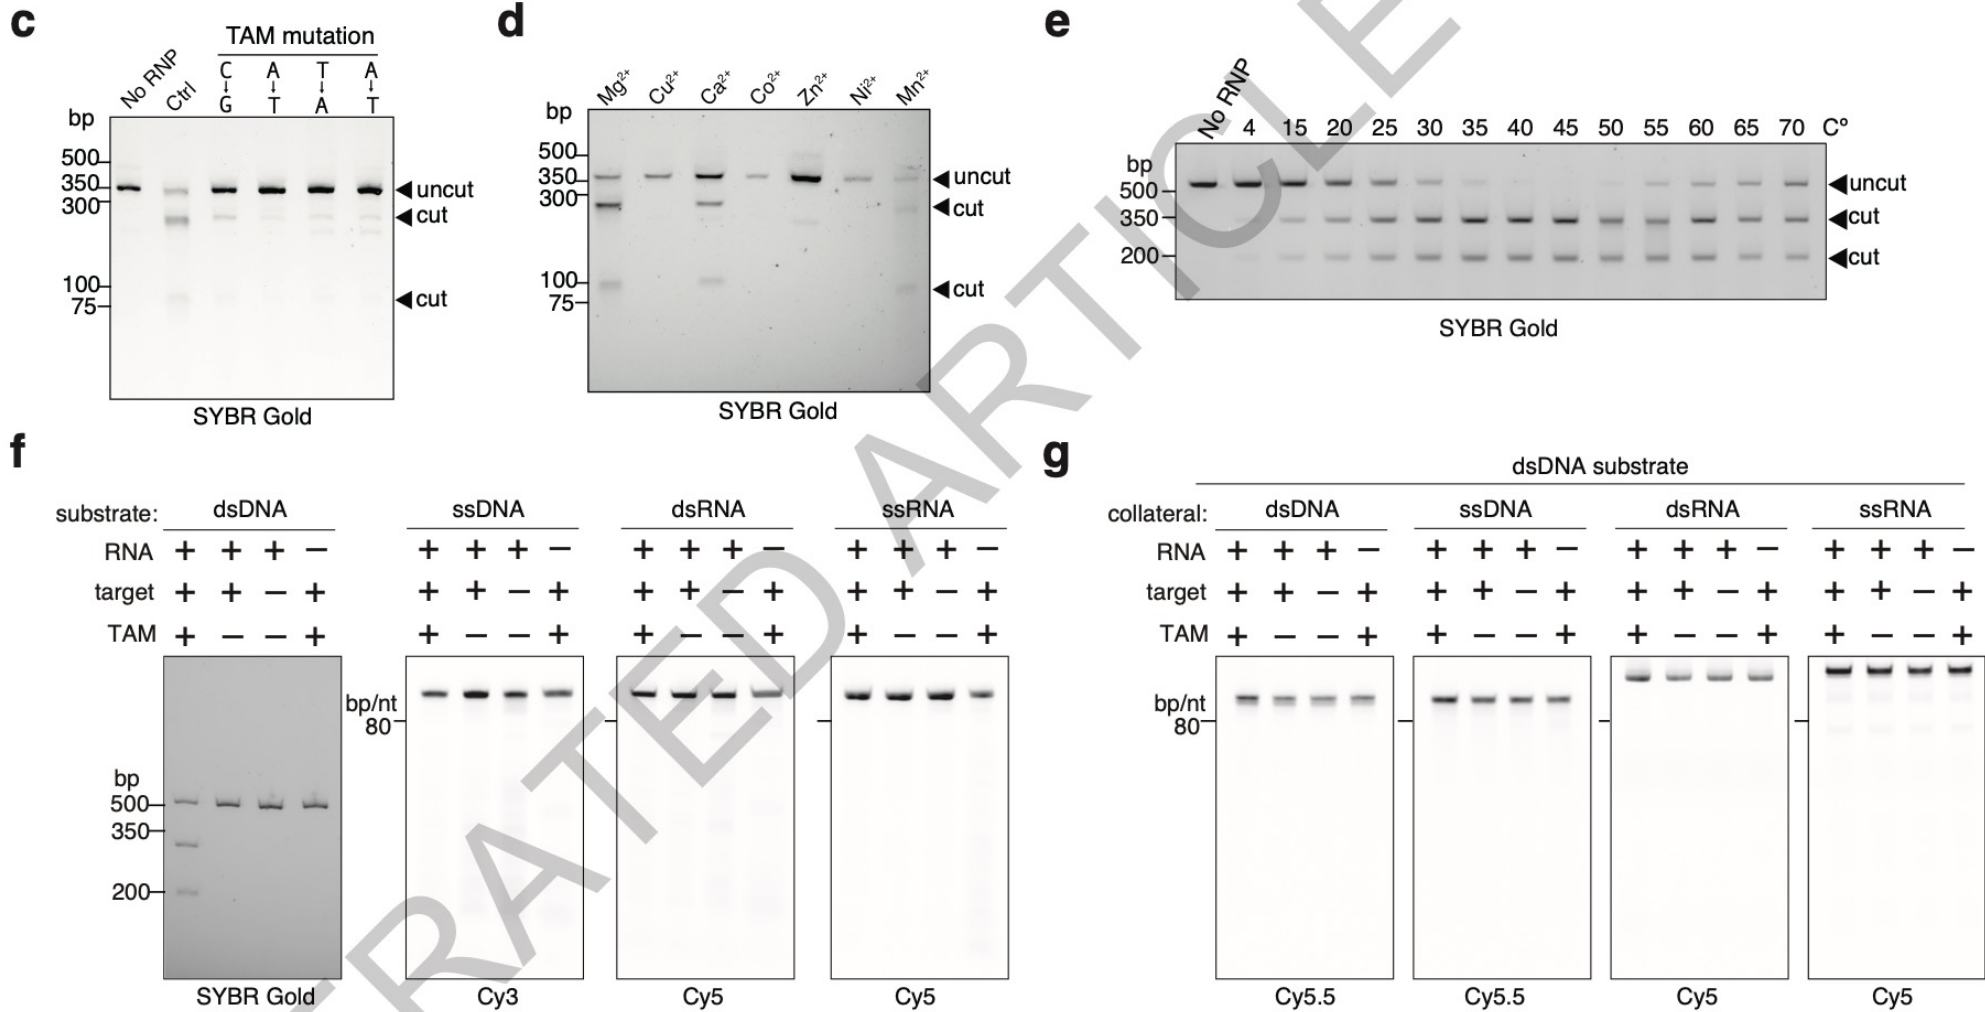 c
TAM mutation
No RNP Ctrl C↓G A↓T T↓A A↓T
bp
500
350
300
100
75
uncut
cut
cut
SYBR Gold
d
Mg²⁺ Cu²⁺ Ca²⁺ Co²⁺ Zn²⁺ Ni²⁺ Mn²⁺
bp
500
350
300
100
75
uncut
cut
cut
SYBR Gold
e
No RNP 4 15 20 25 30 35 40 45 50 55 60 65 70 C°
bp
500
350
200
uncut
cut
cut
SYBR Gold
f
substrate: dsDNA ssDNA dsRNA ssRNA
RNA + + + − + + + − + + + − + + + −
target + + − + + + − + + + − + + + − +
TAM + − − + + − − + + − − + + − − +
bp
500
350
200
bp/nt
80
SYBR Gold Cy3 Cy5 Cy5
g
dsDNA substrate
collateral: dsDNA ssDNA dsRNA ssRNA
RNA + + + − + + + − + + + − + + + −
target + + − + + + − + + + − + + + − +
TAM + − − + + − − + + − − + + − − +
bp/nt
80
Cy5.5 Cy5.5 Cy5 Cy5
RATED ARTICLE